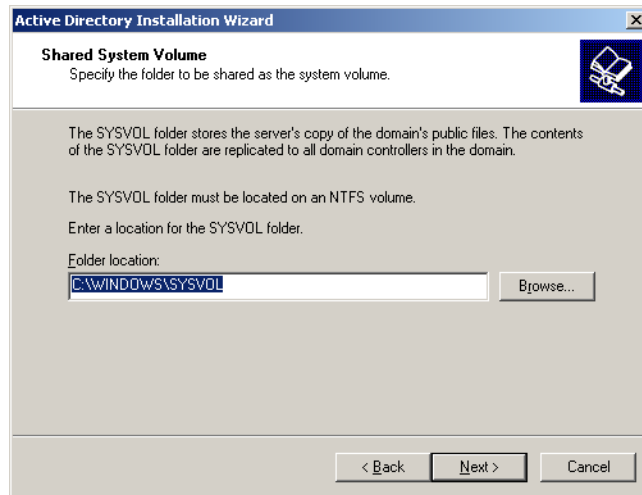 Active Directory Installation Wizard
Shared System Volume
Specify the folder to be shared as the system volume.
The SYSVOL folder stores the server's copy of the domain's public files. The contents
of the SYSVOL folder are replicated to all domain controllers in the domain.
The SYSVOL folder must be located on an NTFS volume.
Enter a location for the SYSVOL folder.
Folder location:
C:\WINDOWS\SYSVOL
Browse...
< Back
Next >
Cancel